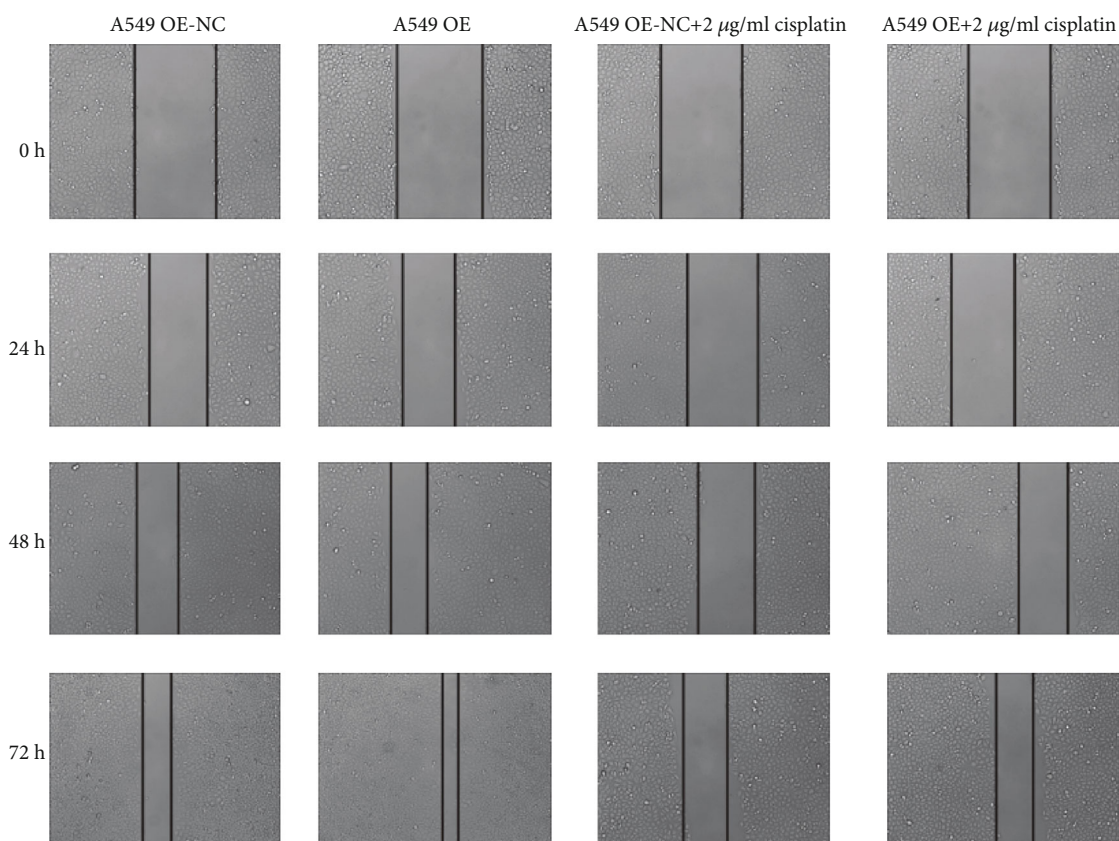 A549 OE-NC
A549 OE
A549 OE-NC+2 μg/ml cisplatin
A549 OE+2 μg/ml cisplatin
0 h
24 h
48 h
72 h